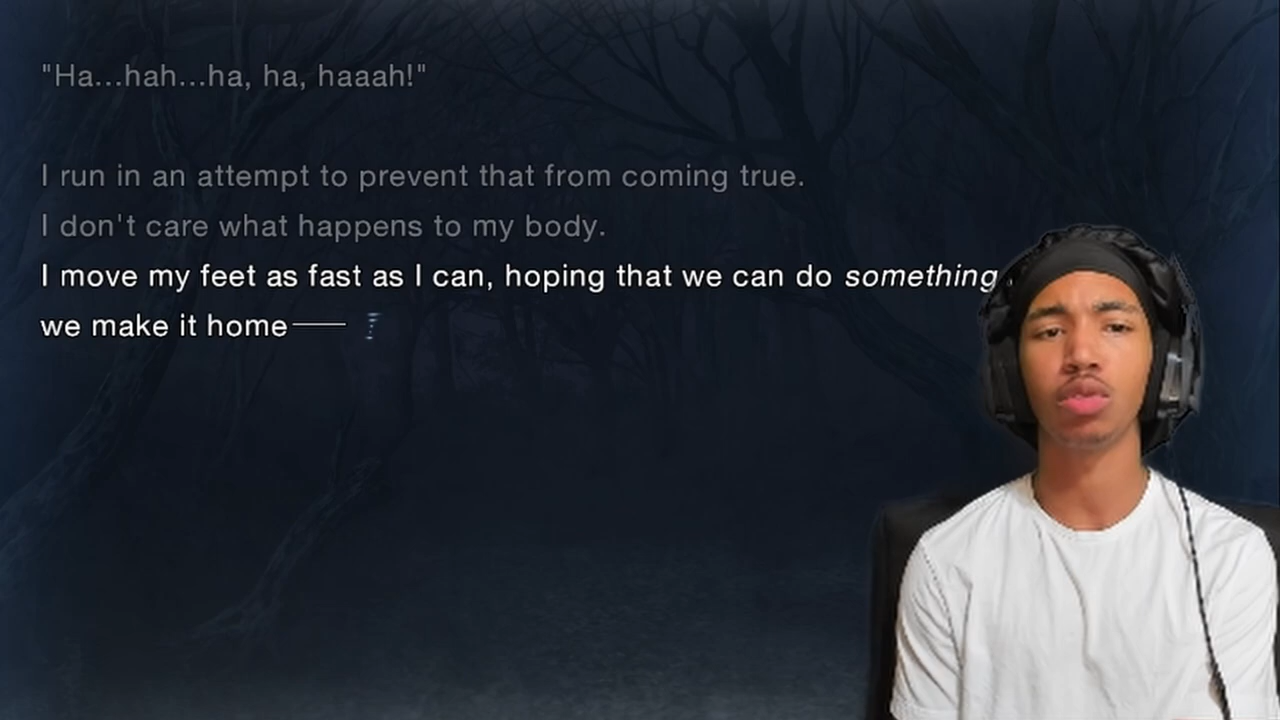 "Ha...hah...ha, ha, haaah!"
I run in an attempt to prevent that from coming true.
I don't care what happens to my body.
I move my feet as fast as I can, hoping that we can do something
we make it home——